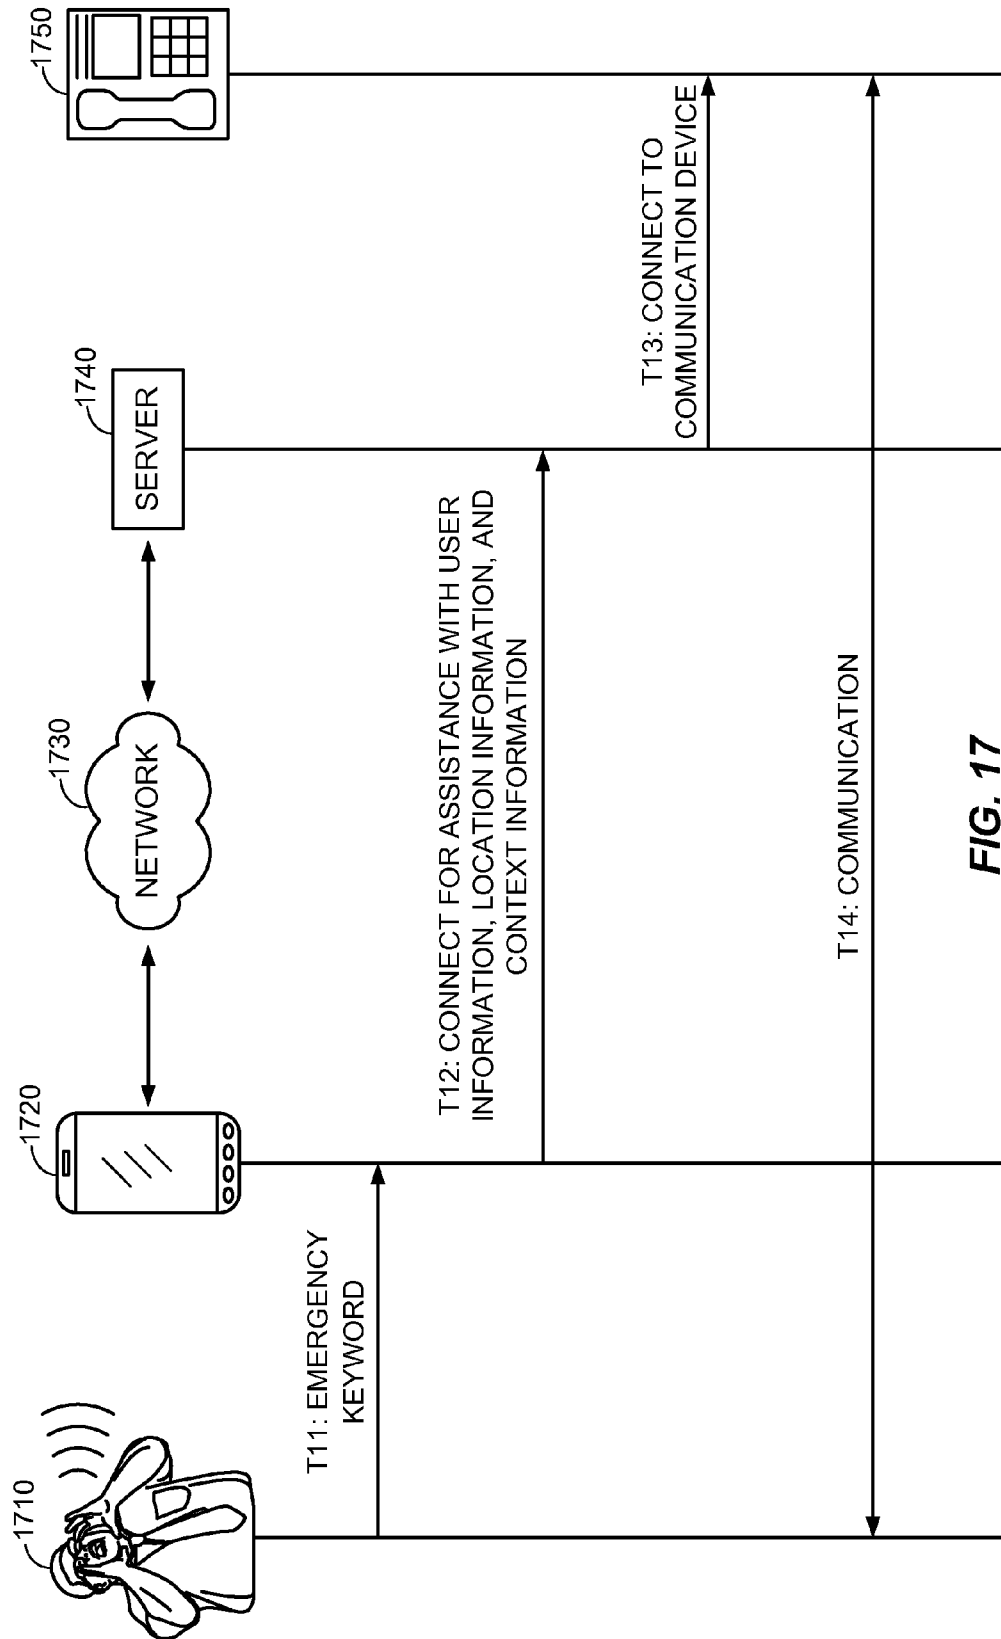 1710
1720
1730
1740
1750
NETWORK
SERVER
T11: EMERGENCY
KEYWORD
T12: CONNECT FOR ASSISTANCE WITH USER
INFORMATION, LOCATION INFORMATION, AND
CONTEXT INFORMATION
T13: CONNECT TO
COMMUNICATION DEVICE
T14: COMMUNICATION
FIG. 17